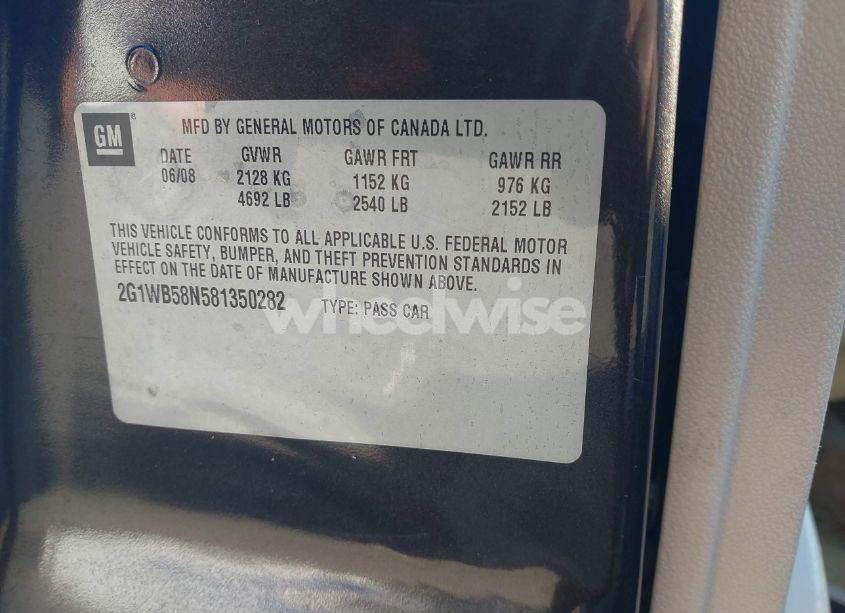 GM ®
MFD BY GENERAL MOTORS OF CANADA LTD.
DATE GVWR GAWR FRT GAWR RR
06/08 2128 KG 1152 KG 976 KG
4692 LB 2540 LB 2152 LB
THIS VEHICLE CONFORMS TO ALL APPLICABLE U.S. FEDERAL MOTOR
VEHICLE SAFETY, BUMPER, AND THEFT PREVENTION STANDARDS IN
EFFECT ON THE DATE OF MANUFACTURE SHOWN ABOVE.
2G1WB58N581350282 TYPE: PASS CAR
wheelwise